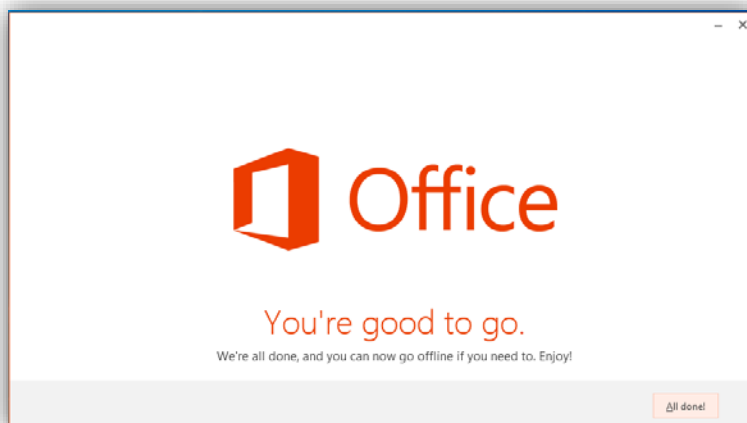 Office
You're good to go.
We're all done, and you can now go offline if you need to. Enjoy!
All done!